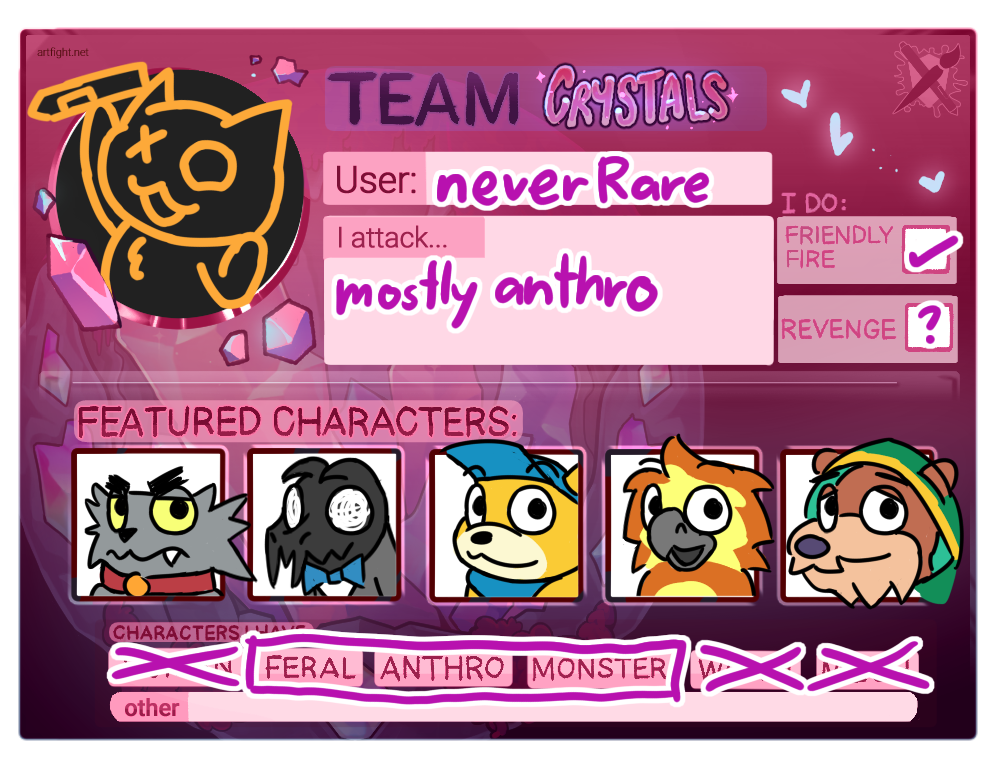 artfight.net
TEAM CRYSTALS
User: neverRare
I attack...
mostly anthro
I DO:
FRIENDLY
FIRE
REVENGE ?
FEATURED CHARACTERS:
CHARACTERS I HAVE
FERAL ANTHRO MONSTER
other